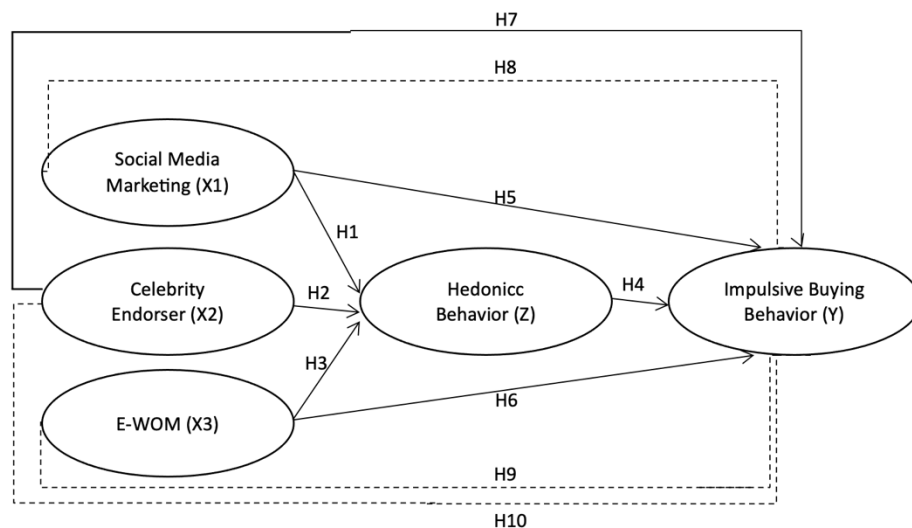 H7
H8
Social Media
Marketing (X1)
H5
H1
Celebrity
Endorser (X2)
H2
Hedonicc
Behavior (Z)
H4
Impulsive Buying
Behavior (Y)
H3
E-WOM (X3)
H6
H9
H10